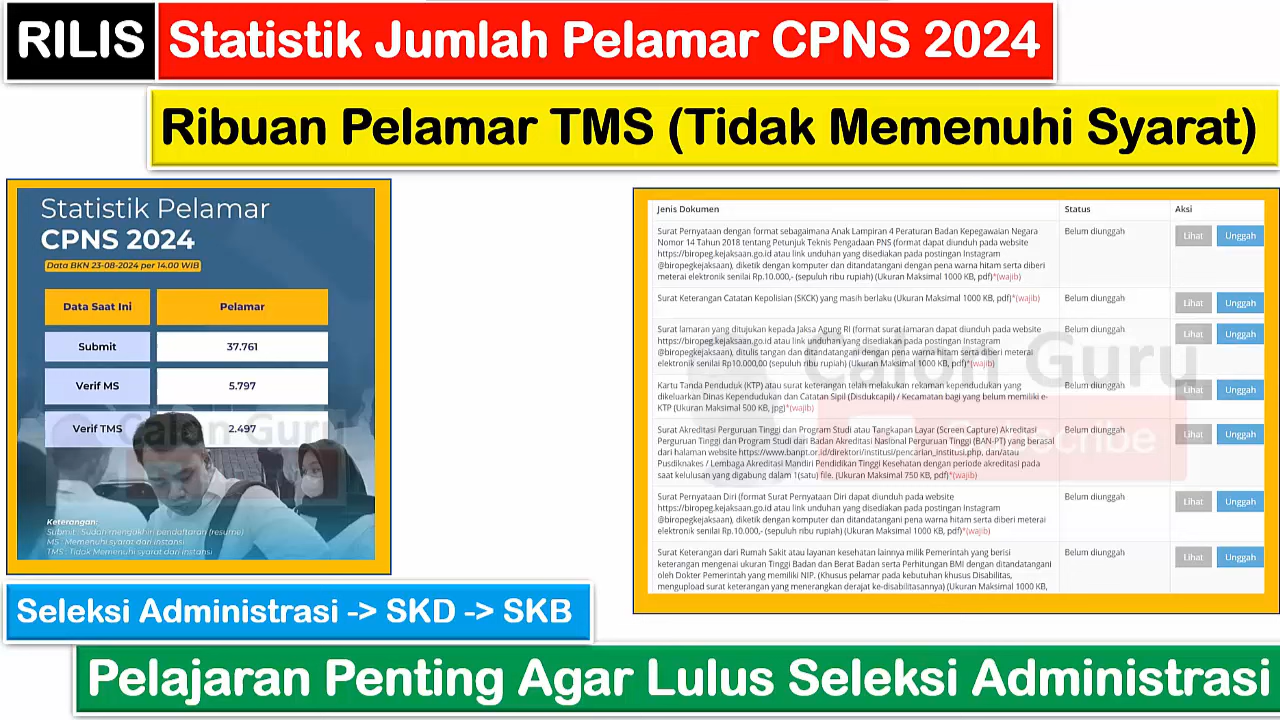 RILIS Statistik Jumlah Pelamar CPNS 2024
Ribuan Pelamar TMS (Tidak Memenuhi Syarat)
Statistik Pelamar
CPNS 2024
Data BKN 23-08-2024 per 14.00 WIB
Data Saat Ini Pelamar
Submit 37.761
Verif MS 5.797
Verif TMS 2.497
Calon Guru
Keterangan:
Submit : Sudah mengakhiri pendaftaran (resume)
MS : Memenuhi syarat dari instansi
TMS : Tidak Memenuhi syarat dari instansi
Jenis Dokumen Status Aksi
Surat Pernyataan dengan format sebagaimana Anak Lampiran 4 Peraturan Badan Kepegawaian Negara Belum diunggah Lihat Unggah
Nomor 14 Tahun 2018 tentang Petunjuk Teknis Pengadaan PNS (format dapat diunduh pada website
https://biropeg.kejaksaan.go.id atau link unduhan yang disediakan pada postingan Instagram
@biropegkejaksaan), diketik dengan komputer dan ditandatangani dengan pena warna hitam serta diberi
meterai elektronik senilai Rp.10.000,- (sepuluh ribu rupiah) (Ukuran Maksimal 1000 KB, pdf)*(wajib)
Surat Keterangan Catatan Kepolisian (SKCK) yang masih berlaku (Ukuran Maksimal 1000 KB, pdf)*(wajib) Belum diunggah Lihat Unggah
Surat lamaran yang ditujukan kepada Jaksa Agung RI (format surat lamaran dapat diunduh pada website Belum diunggah Lihat Unggah
https://biropeg.kejaksaan.go.id atau link unduhan yang disediakan pada postingan Instagram
@biropegkejaksaan), ditulis tangan dan ditandatangani dengan pena warna hitam serta diberi meterai
elektronik senilai Rp10.000,00 (sepuluh ribu rupiah) (Ukuran Maksimal 1000 KB, pdf)*(wajib)
Calon Guru
Kartu Tanda Penduduk (KTP) atau surat keterangan telah melakukan rekaman kependudukan yang Belum diunggah Lihat Unggah
dikeluarkan Dinas Kependudukan dan Catatan Sipil (Disdukcapil) / Kecamatan bagi yang belum memiliki e-
KTP (Ukuran Maksimal 500 KB, jpg)*(wajib)
Surat Akreditasi Perguruan Tinggi dan Program Studi atau Tangkapan Layar (Screen Capture) Akreditasi Belum diunggah Lihat Unggah
Perguruan Tinggi dan Program Studi dari Badan Akreditasi Nasional Perguruan Tinggi (BAN-PT) yang berasal
dari halaman website https://www.banpt.or.id/direktori/institusi/pencarian_institusi.php, dan/atau
Pusdiknakes / Lembaga Akreditasi Mandiri Pendidikan Tinggi Kesehatan dengan periode akreditasi pada
saat kelulusan yang digabung dalam 1(satu) file. (Ukuran Maksimal 750 KB, pdf)*(wajib)
Surat Pernyataan Diri (format Surat Pernyataan Diri dapat diunduh pada website Belum diunggah Lihat Unggah
https://biropeg.kejaksaan.go.id atau link unduhan yang disediakan pada postingan Instagram
@biropegkejaksaan), diketik dengan komputer dan ditandatangani dengan pena warna hitam serta diberi
meterai elektronik senilai Rp.10.000,- (sepuluh ribu rupiah) (Ukuran Maksimal 1000 KB, pdf)*(wajib)
Surat Keterangan dari Rumah Sakit atau layanan kesehatan lainnya milik Pemerintah yang berisi Belum diunggah Lihat Unggah
keterangan mengenai ukuran Tinggi Badan dan Berat Badan serta Perhitungan BMI dengan ditandatangani
oleh Dokter Pemerintah yang memiliki NIP. (Khusus pelamar pada kebutuhan khusus Disabilitas,
mengupload surat keterangan yang menerangkan derajat ke-disabilitasannya) (Ukuran Maksimal 1000 KB,
Seleksi Administrasi -> SKD -> SKB
Pelajaran Penting Agar Lulus Seleksi Administrasi